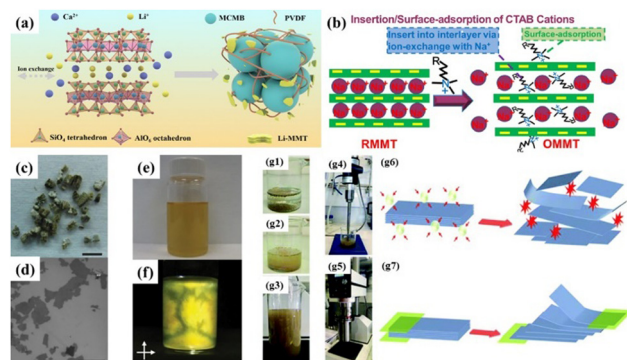 (a)
Ca²⁺
Li⁺
MCMB
PVDF
Ion exchange
SiO₄ tetrahedron
AlO₆ octahedron
Li-MMT
(b)
Insertion/Surface-adsorption of CTAB Cations
Insert into interlayer via
ion-exchange with Na⁺
Surface-adsorption
R
RMMT
OMMT
(c)
(d)
(e)
(f)
(g1)
(g2)
(g3)
(g4)
(g5)
(g6)
(g7)